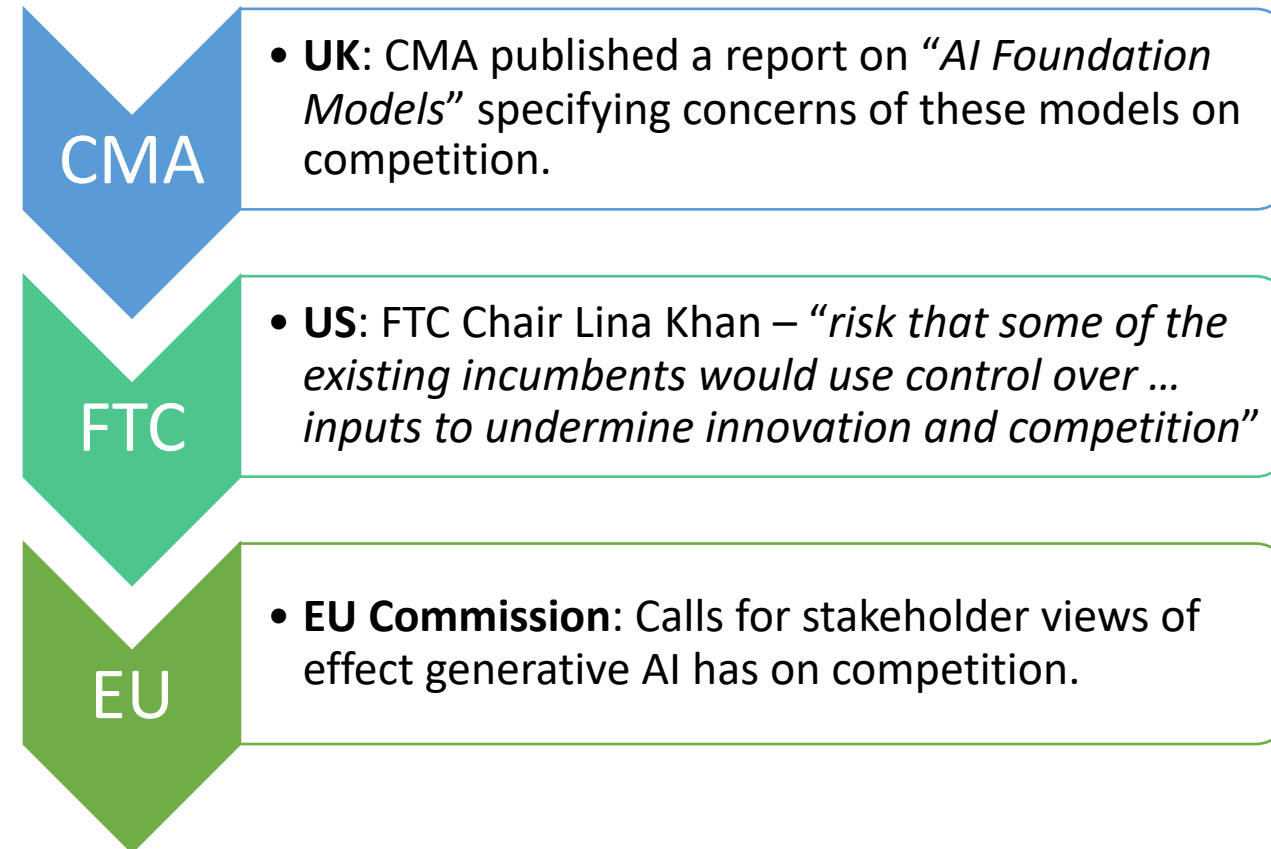 CMA
• UK: CMA published a report on “AI Foundation
Models” specifying concerns of these models on
competition.
FTC
• US: FTC Chair Lina Khan – “risk that some of the
existing incumbents would use control over …
inputs to undermine innovation and competition”
EU
• EU Commission: Calls for stakeholder views of
effect generative AI has on competition.